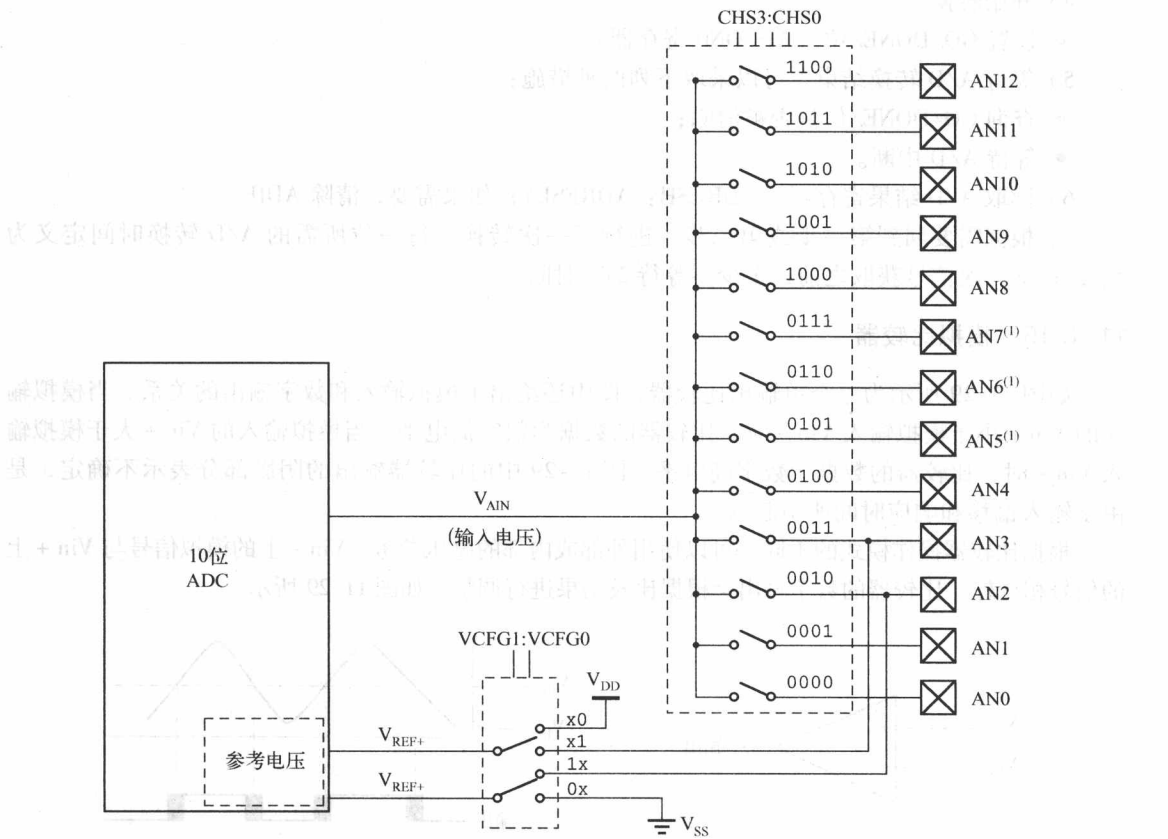 CHS3:CHS0
1100
AN12
1011
AN11
1010
AN10
1001
AN9
1000
AN8
0111
AN7(1)
0110
AN6(1)
0101
AN5(1)
0100
AN4
VAIN
(输入电压)
0011
AN3
10位
ADC
0010
AN2
0001
AN1
VCFG1:VCFG0
0000
AN0
VDD
x0
VREF+
x1
参考电压
1x
VREF+
0x
VSS